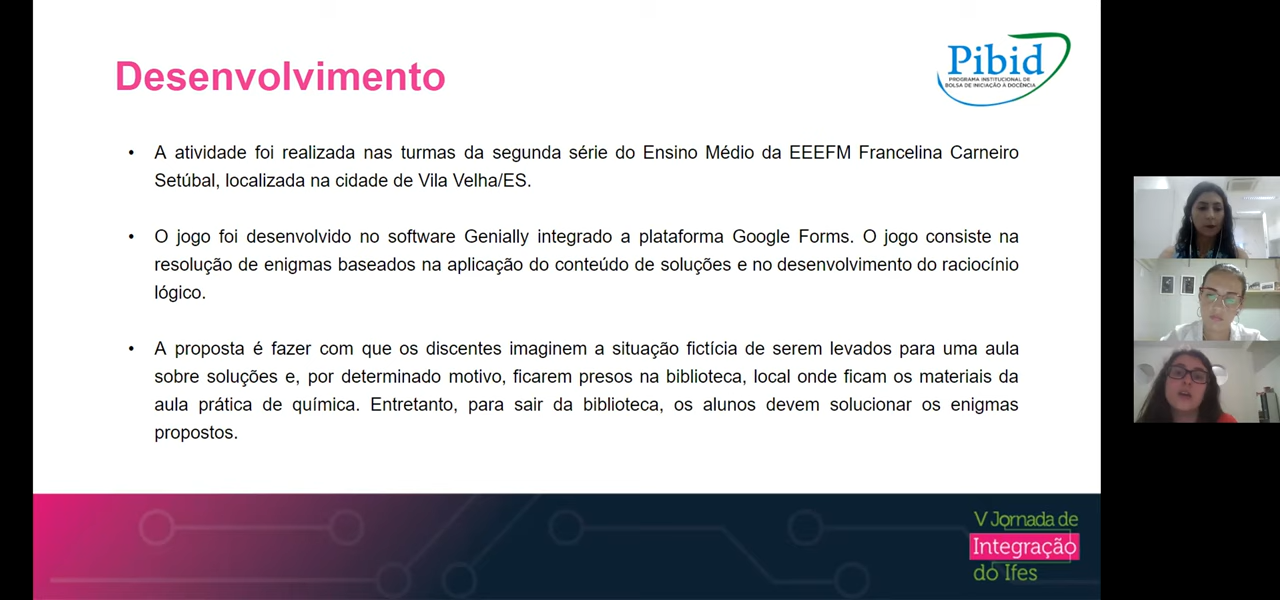 Desenvolvimento
Pibid
PROGRAMA INSTITUCIONAL DE
BOLSA DE INICIAÇÃO À DOCÊNCIA
• A atividade foi realizada nas turmas da segunda série do Ensino Médio da EEEFM Francelina Carneiro
Setúbal, localizada na cidade de Vila Velha/ES.
• O jogo foi desenvolvido no software Genially integrado a plataforma Google Forms. O jogo consiste na
resolução de enigmas baseados na aplicação do conteúdo de soluções e no desenvolvimento do raciocínio
lógico.
• A proposta é fazer com que os discentes imaginem a situação fictícia de serem levados para uma aula
sobre soluções e, por determinado motivo, ficarem presos na biblioteca, local onde ficam os materiais da
aula prática de química. Entretanto, para sair da biblioteca, os alunos devem solucionar os enigmas
propostos.
V Jornada de
Integração
do Ifes